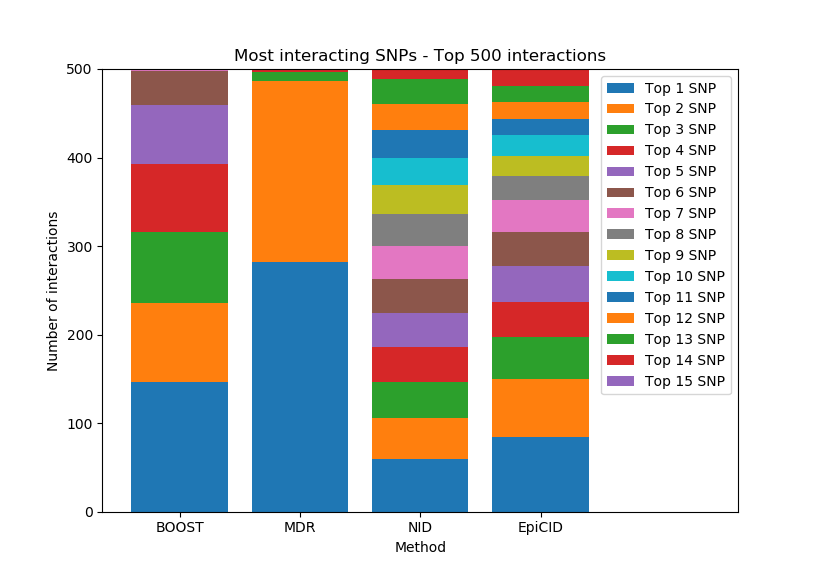 Most interacting SNPs - Top 500 interactions
Number of interactions
500
400
300
200
100
0
BOOST
MDR
NID
EpiCID
Method
Top 1 SNP
Top 2 SNP
Top 3 SNP
Top 4 SNP
Top 5 SNP
Top 6 SNP
Top 7 SNP
Top 8 SNP
Top 9 SNP
Top 10 SNP
Top 11 SNP
Top 12 SNP
Top 13 SNP
Top 14 SNP
Top 15 SNP